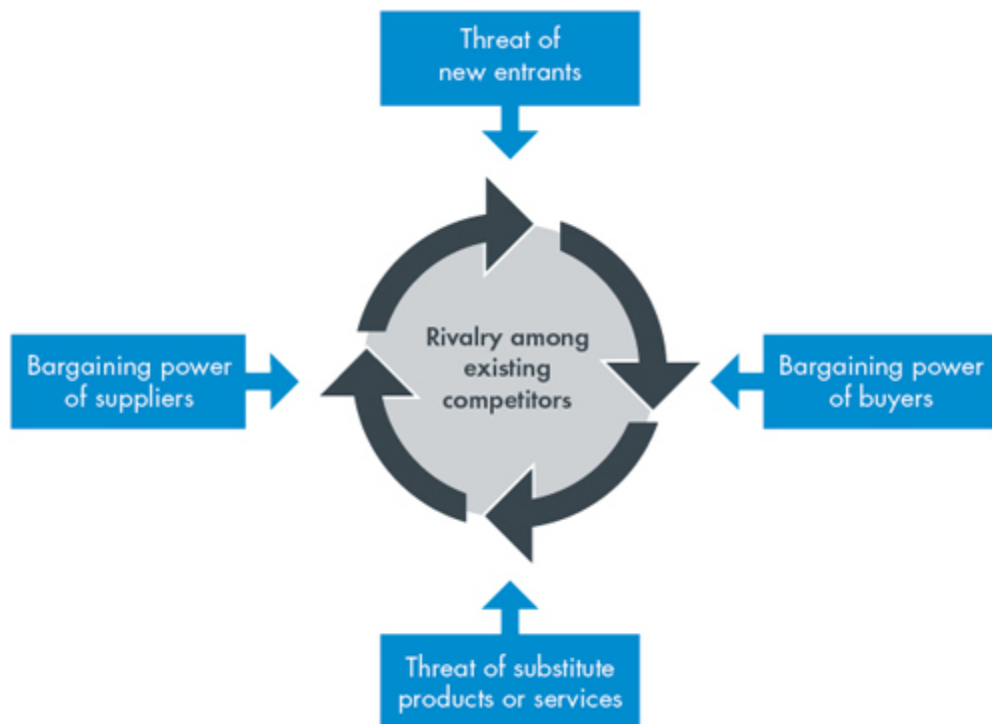 Threat of
new entrants
Bargaining power
of suppliers
Rivalry among
existing
competitors
Bargaining power
of buyers
Threat of substitute
products or services